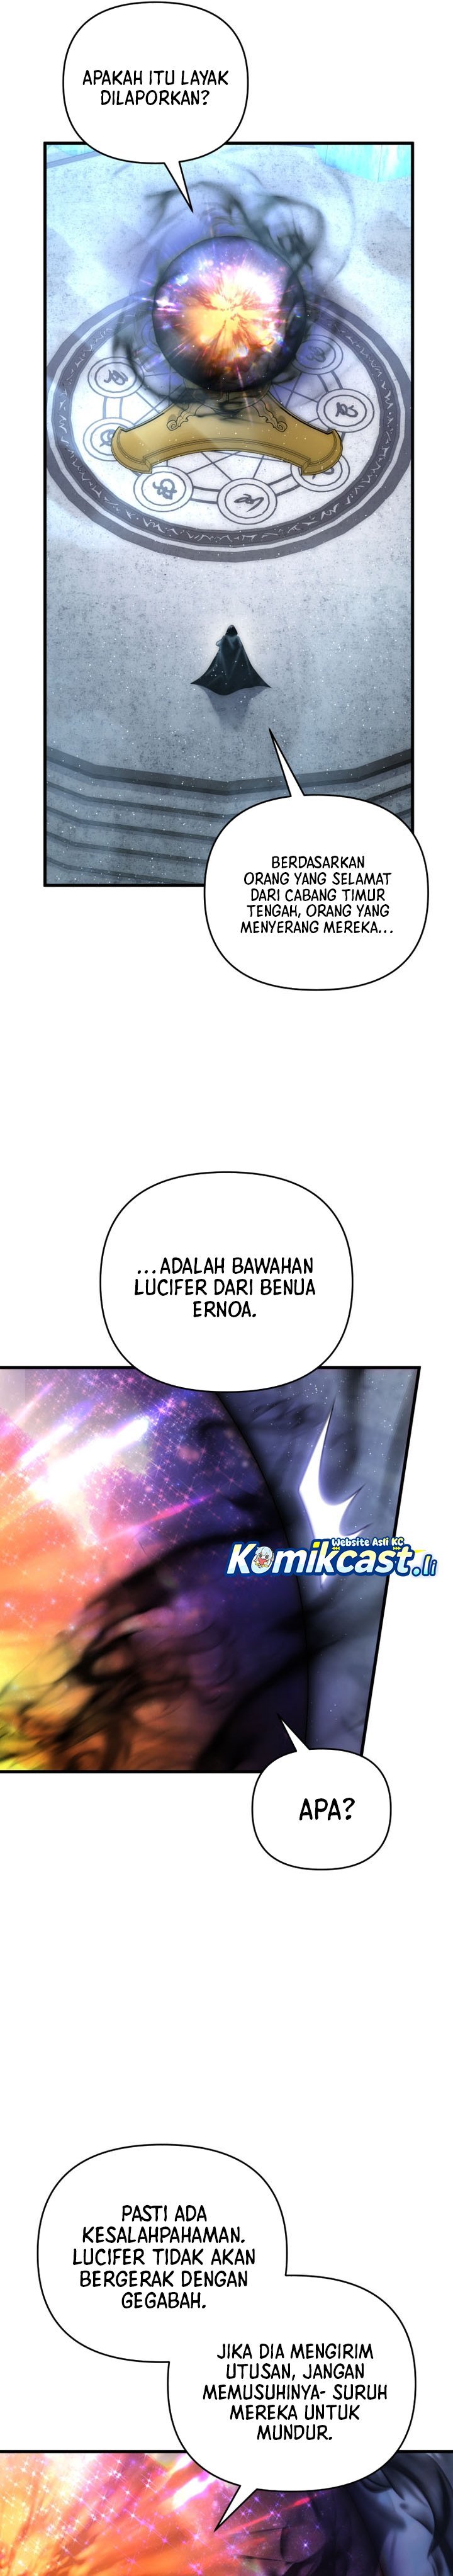 APAKAH ITU LAYAK
DILAPORKAN?
BERDASARKAN
ORANG YANG SELAMAT
DARI CABANG TIMUR
TENGAH, ORANG YANG
MENYERANG MEREKA...
...ADALAH BAWAHAN
LUCIFER DARI BENUA
ERNOA.
Website Asli KC
Komikcast.li
APA?
PASTI ADA
KESALAHPAHAMAN.
LUCIFER TIDAK AKAN
BERGERAK DENGAN
GEGABAH.
JIKA DIA MENGIRIM
UTUSAN, JANGAN
MEMUSUHINYA- SURUH
MEREKA UNTUK
MUNDUR.